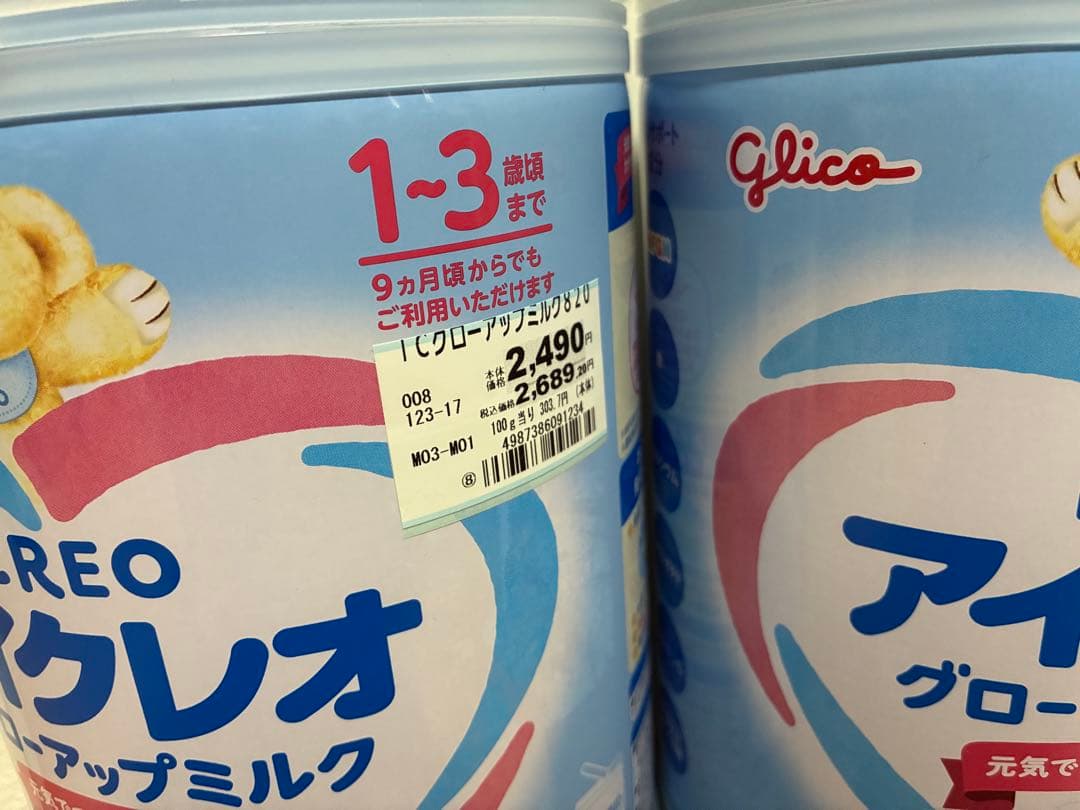 1~3歳頃
まで
9ヵ月頃からでも
ご利用いただけます
ICグローアップミルク820
本体
価格
2,490円
税込価格2,689.20円
100g当り 303.7円 (本体)
008
123-17
M03-M01
4987386091234
⑧
REO
イクレオ
ローアップミルク
元気で
glico
アイ
グロー
元気で